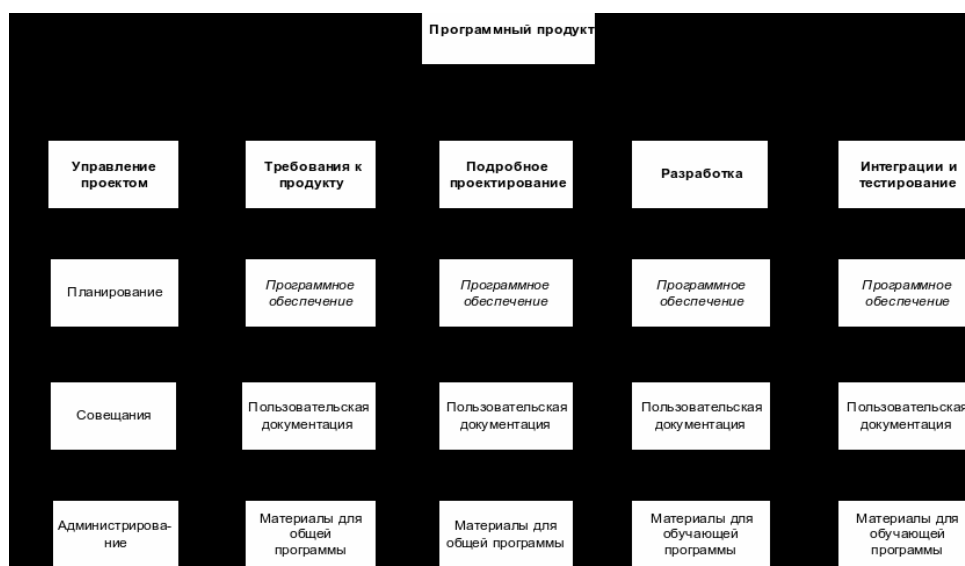 Программный продукт
Управление
проектом
Требования к
продукту
Подробное
проектирование
Разработка
Интеграции и
тестирование
Планирование
Программное
обеспечение
Программное
обеспечение
Программное
обеспечение
Программное
обеспечение
Совещания
Пользовательская
документация
Пользовательская
документация
Пользовательская
документация
Пользовательская
документация
Администрирова-
ние
Материалы для
общей
программы
Материалы для
общей программы
Материалы для
обучающей
программы
Материалы для
обучающей
программы